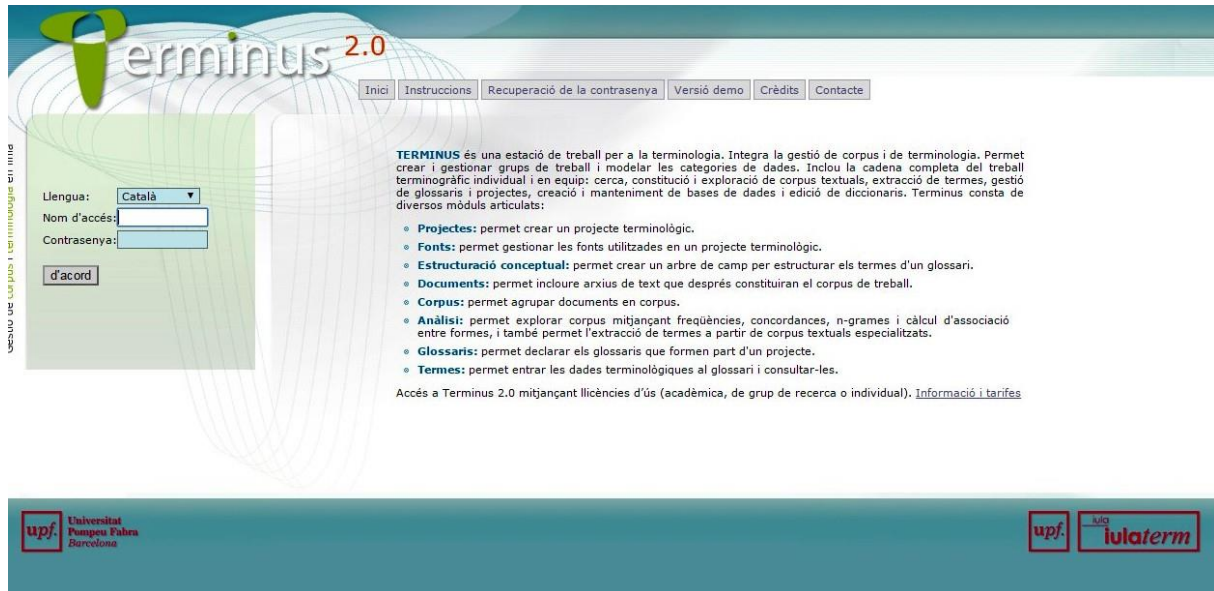 Terminus 2.0
Inici Instruccions Recuperació de la contrasenya Versió demo Crèdits Contacte
Gestió de corpus i terminologia en línia
Llengua: Català
Nom d'accés:
Contrasenya:
d'acord
TERMINUS és una estació de treball per a la terminologia. Integra la gestió de corpus i de terminologia. Permet
crear i gestionar grups de treball i modelar les categories de dades. Inclou la cadena completa del treball
terminogràfic individual i en equip: cerca, constitució i exploració de corpus textuals, extracció de termes, gestió
de glossaris i projectes, creació i manteniment de bases de dades i edició de diccionaris. Terminus consta de
diversos mòduls articulats:
Projectes: permet crear un projecte terminològic.
Fonts: permet gestionar les fonts utilitzades en un projecte terminològic.
Estructuració conceptual: permet crear un arbre de camp per estructurar els termes d'un glossari.
Documents: permet incloure arxius de text que després constituiran el corpus de treball.
Corpus: permet agrupar documents en corpus.
Anàlisi: permet explorar corpus mitjançant freqüències, concordances, n-grames i càlcul d'associació
entre formes, i també permet l'extracció de termes a partir de corpus textuals especialitzats.
Glossaris: permet declarar els glossaris que formen part d'un projecte.
Termes: permet entrar les dades terminològiques al glossari i consultar-les.
Accés a Terminus 2.0 mitjançant llicències d'ús (acadèmica, de grup de recerca o individual). Informació i tarifes
upf. Universitat
Pompeu Fabra
Barcelona
upf.
iula
iulaterm